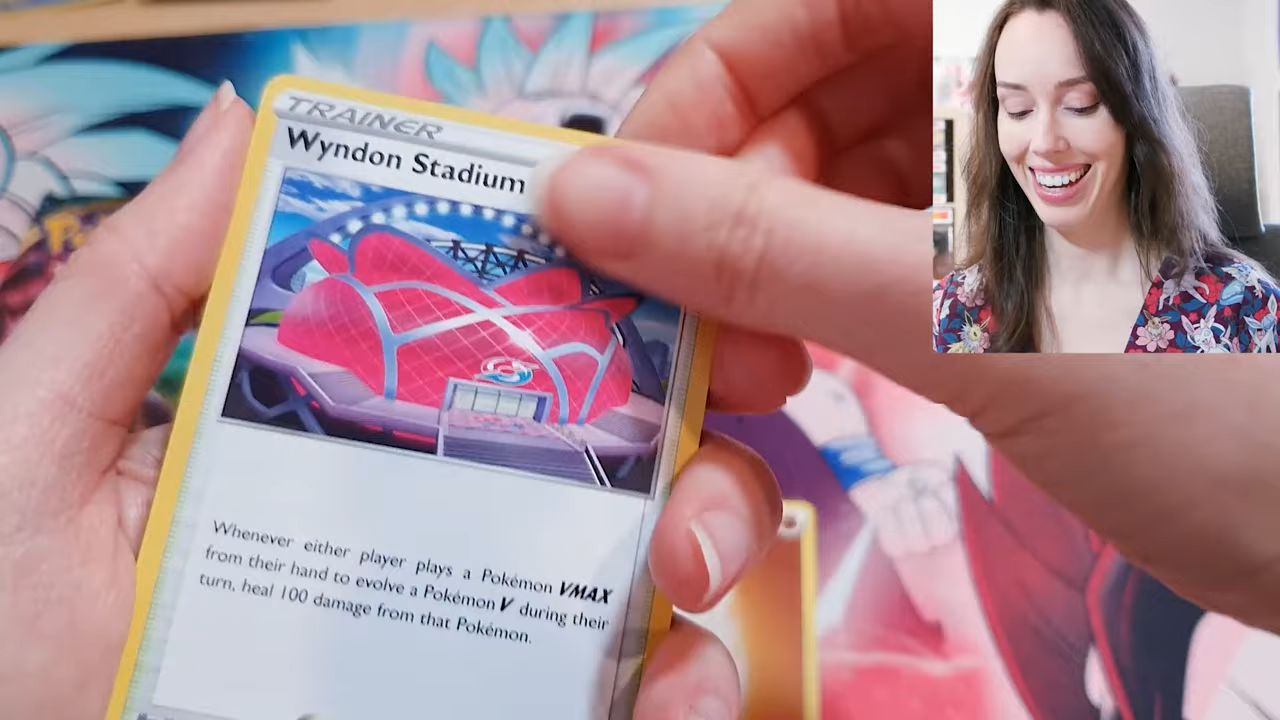 TRAINER
Wyndon Stadium
Whenever either player plays a Pokémon VMAX
from their hand to evolve a Pokémon V during their
turn, heal 100 damage from that Pokémon.